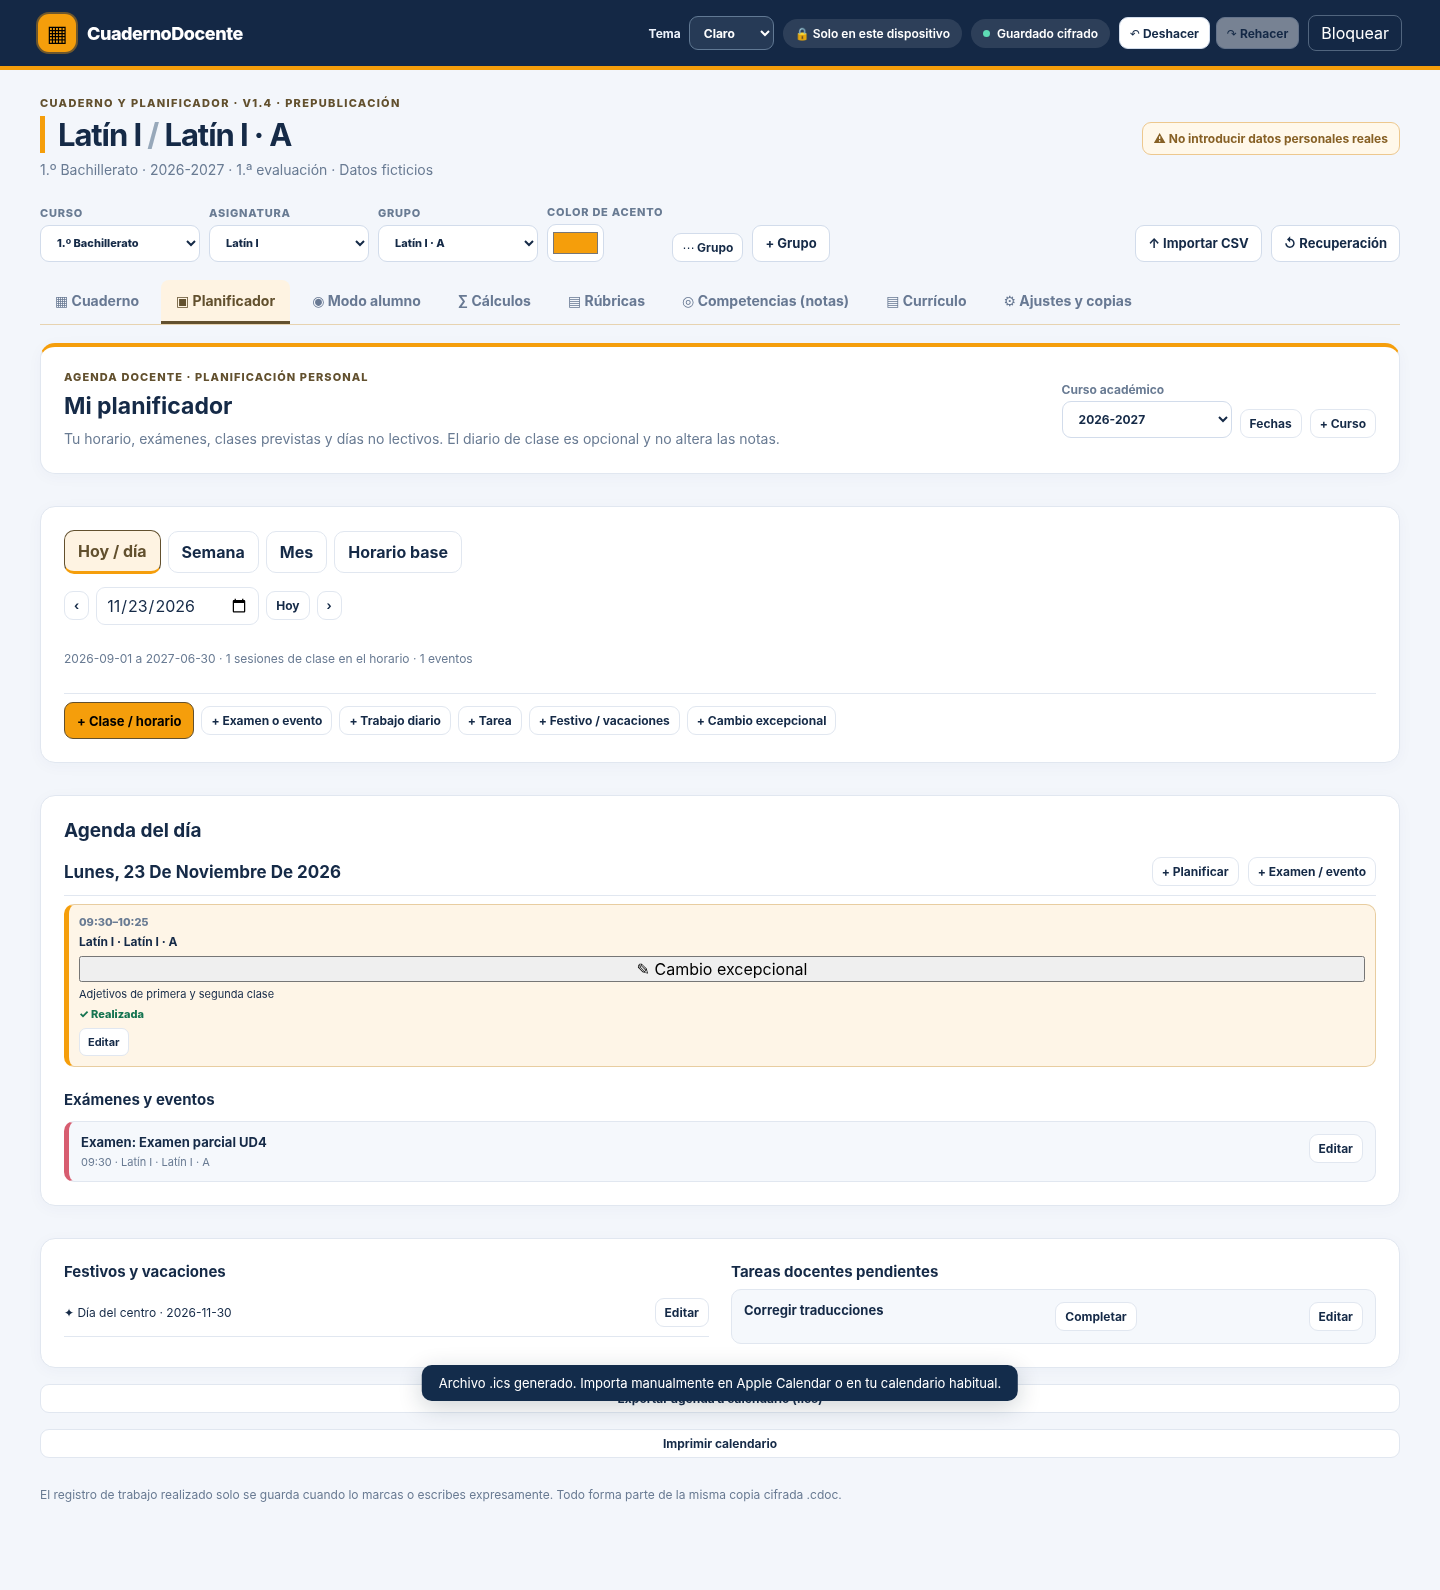 CuadernoDocente
Tema
Claro
Solo en este dispositivo
Guardado cifrado
↶ Deshacer
↷ Rehacer
Bloquear
CUADERNO Y PLANIFICADOR · V1.4 · PREPUBLICACIÓN
Latín I / Latín I · A
⚠ No introducir datos personales reales
1.º Bachillerato · 2026-2027 · 1.ª evaluación · Datos ficticios
CURSO
ASIGNATURA
GRUPO
COLOR DE ACENTO
1.º Bachillerato
Latín I
Latín I · A
··· Grupo
+ Grupo
↑ Importar CSV
↺ Recuperación
▦ Cuaderno
▣ Planificador
◉ Modo alumno
∑ Cálculos
▤ Rúbricas
◎ Competencias (notas)
▤ Currículo
⚙ Ajustes y copias
AGENDA DOCENTE · PLANIFICACIÓN PERSONAL
Mi planificador
Tu horario, exámenes, clases previstas y días no lectivos. El diario de clase es opcional y no altera las notas.
Curso académico
2026-2027
Fechas
+ Curso
Hoy / día
Semana
Mes
Horario base
‹
11/23/2026
Hoy
›
2026-09-01 a 2027-06-30 · 1 sesiones de clase en el horario · 1 eventos
+ Clase / horario
+ Examen o evento
+ Trabajo diario
+ Tarea
+ Festivo / vacaciones
+ Cambio excepcional
Agenda del día
Lunes, 23 De Noviembre De 2026
+ Planificar
+ Examen / evento
09:30–10:25
Latín I · Latín I · A
✎ Cambio excepcional
Adjetivos de primera y segunda clase
✓ Realizada
Editar
Exámenes y eventos
Examen: Examen parcial UD4
09:30 · Latín I · Latín I · A
Editar
Festivos y vacaciones
✦ Día del centro · 2026-11-30
Editar
Tareas docentes pendientes
Corregir traducciones
Completar
Editar
Archivo .ics generado. Importa manualmente en Apple Calendar o en tu calendario habitual.
Imprimir calendario
El registro de trabajo realizado solo se guarda cuando lo marcas o escribes expresamente. Todo forma parte de la misma copia cifrada .cdoc.